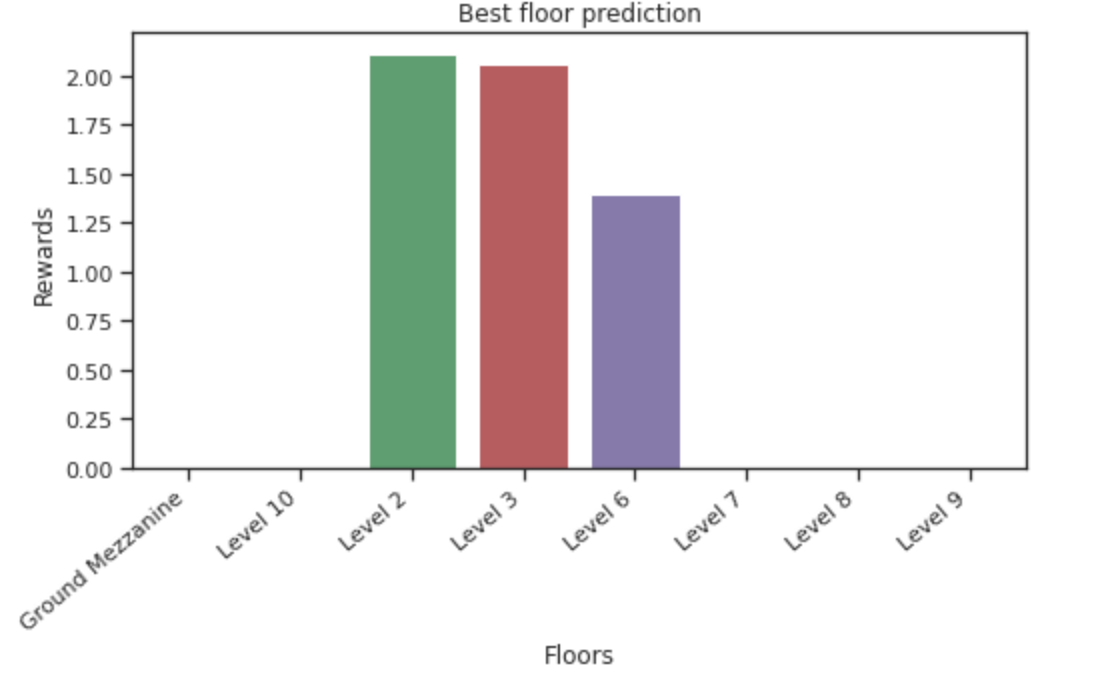 Best floor prediction
Rewards
2.00
1.75
1.50
1.25
1.00
0.75
0.50
0.25
0.00
Ground Mezzanine
Level 10
Level 2
Level 3
Level 6
Level 7
Level 8
Level 9
Floors